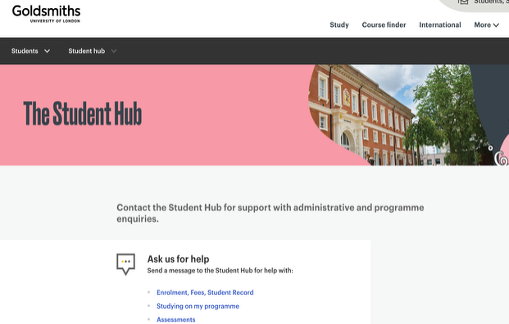 Goldsmiths
UNIVERSITY OF LONDON
Students, S
Study Course finder International More
Students Student hub
The Student Hub
Contact the Student Hub for support with administrative and programme
enquiries.
Ask us for help
Send a message to the Student Hub for help with:
Enrolment, Fees, Student Record
Studying on my programme
Assessments